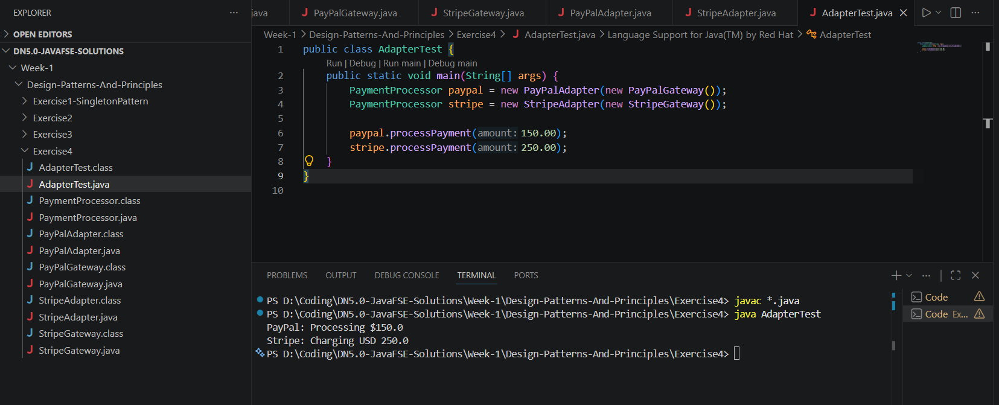 EXPLORER
OPEN EDITORS
DN5.0-JAVAFSE-SOLUTIONS
Week-1
Design-Patterns-And-Principles
Exercise1-SingletonPattern
Exercise2
Exercise3
Exercise4
AdapterTest.class
AdapterTest.java
PaymentProcessor.class
PaymentProcessor.java
PayPalAdapter.class
PayPalAdapter.java
PayPalGateway.class
PayPalGateway.java
StripeAdapter.class
StripeAdapter.java
StripeGateway.class
StripeGateway.java
java PayPalGateway.java StripeGateway.java PayPalAdapter.java StripeAdapter.java AdapterTest.java
Week-1 > Design-Patterns-And-Principles > Exercise4 > AdapterTest.java > Language Support for Java(TM) by Red Hat > AdapterTest
1 public class AdapterTest {
Run | Debug | Run main | Debug main
2 public static void main(String[] args) {
3 PaymentProcessor paypal = new PayPalAdapter(new PayPalGateway());
4 PaymentProcessor stripe = new StripeAdapter(new StripeGateway());
5
6 paypal.processPayment(amount: 150.00);
7 stripe.processPayment(amount: 250.00);
8 }
9 }
10
PROBLEMS OUTPUT DEBUG CONSOLE TERMINAL PORTS
PS D:\Coding\DN5.0-JavaFSE-Solutions\Week-1\Design-Patterns-And-Principles\Exercise4> javac *.java
PS D:\Coding\DN5.0-JavaFSE-Solutions\Week-1\Design-Patterns-And-Principles\Exercise4> java AdapterTest
PayPal: Processing $150.0
Stripe: Charging USD 250.0
PS D:\Coding\DN5.0-JavaFSE-Solutions\Week-1\Design-Patterns-And-Principles\Exercise4>
Code
Code Ex...